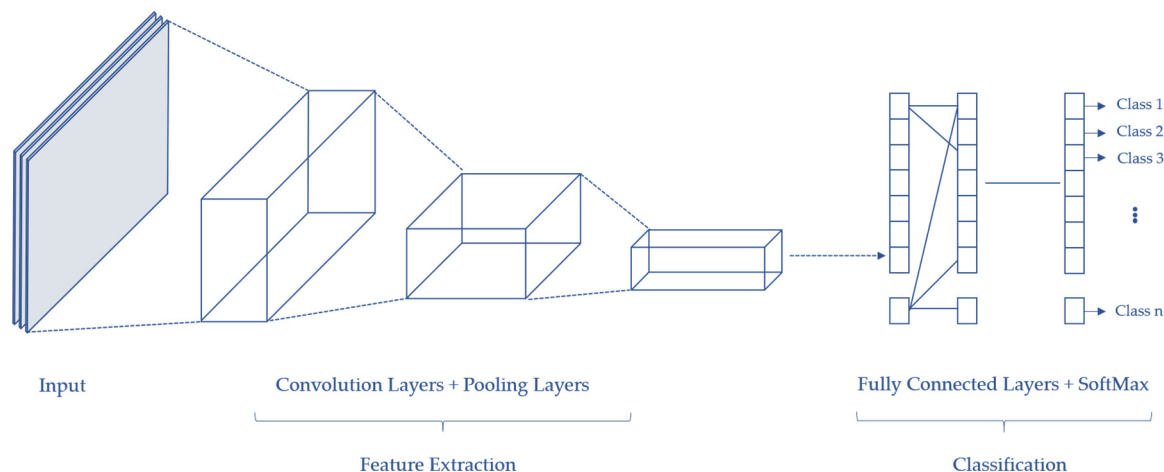 Class 1
Class 2
Class 3
Class n
Input
Convolution Layers + Pooling Layers
Fully Connected Layers + SoftMax
Feature Extraction
Classification